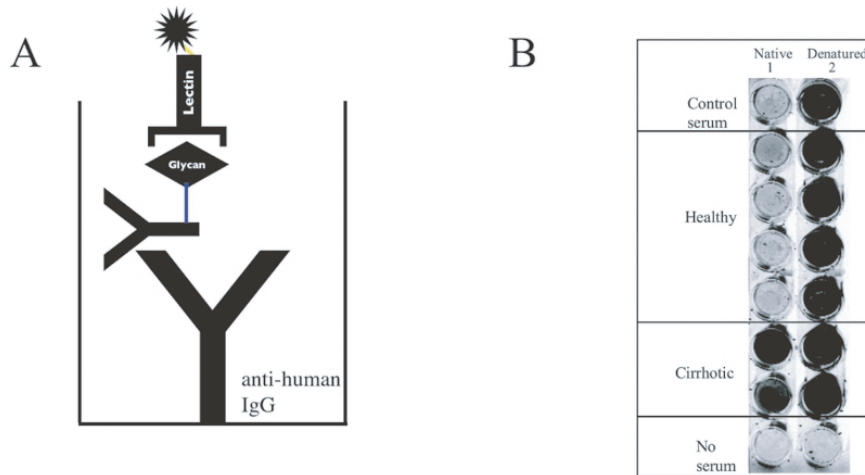 A
Lectin
Glycan
anti-human
IgG
B
Native Denatured
1 2
Control
serum
Healthy
Cirrhotic
No
serum